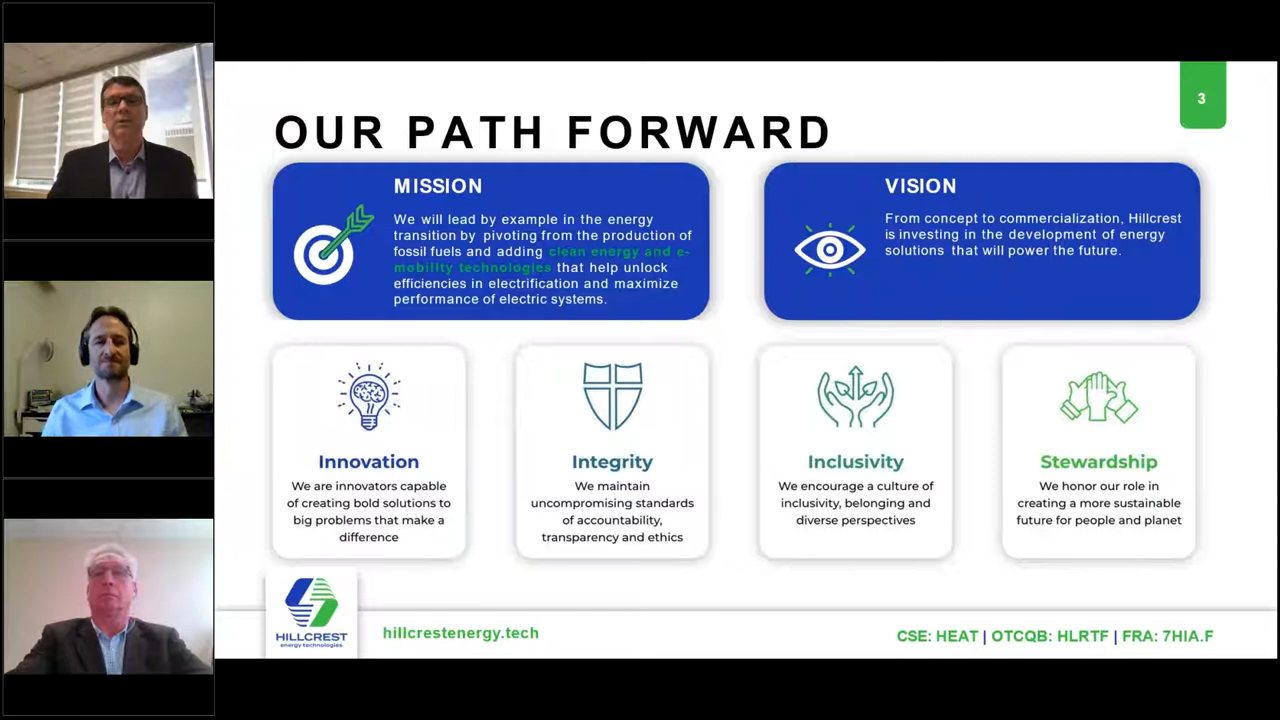 3
OUR PATH FORWARD
MISSION
We will lead by example in the energy
transition by pivoting from the production of
fossil fuels and adding clean energy and e-
mobility technologies that help unlock
efficiencies in electrification and maximize
performance of electric systems.
VISION
From concept to commercialization, Hillcrest
is investing in the development of energy
solutions that will power the future.
Innovation
We are innovators capable
of creating bold solutions to
big problems that make a
difference
Integrity
We maintain
uncompromising standards
of accountability,
transparency and ethics
Inclusivity
We encourage a culture of
inclusivity, belonging and
diverse perspectives
Stewardship
We honor our role in
creating a more sustainable
future for people and planet
HILLCREST
energy technologies
hillcrestenergy.tech
CSE: HEAT | OTCQB: HLRTF | FRA: 7HIA.F